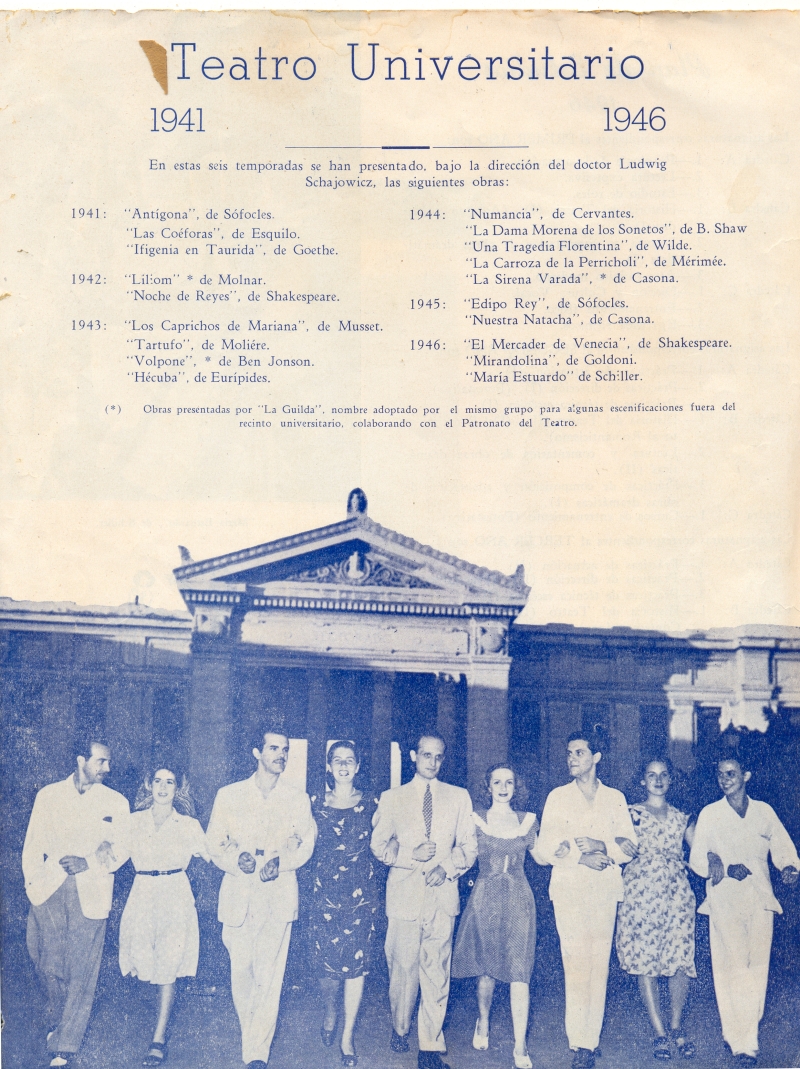 Teatro Universitario
1941 1946
En estas seis temporadas se han presentado, bajo la dirección del doctor Ludwig
Schajowicz, las siguientes obras:
1941: "Antígona", de Sófocles.
"Las Coéforas", de Esquilo.
"Ifigenia en Taurida", de Goethe.
1942: "Liliom" * de Molnar.
"Noche de Reyes", de Shakespeare.
1943: "Los Caprichos de Mariana", de Musset.
"Tartufo", de Moliére.
"Volpone", * de Ben Jonson.
"Hécuba", de Eurípides.
1944: "Numancia", de Cervantes.
"La Dama Morena de los Sonetos", de B. Shaw
"Una Tragedia Florentina", de Wilde.
"La Carroza de la Perricholi", de Mérimée.
"La Sirena Varada", * de Casona.
1945: "Edipo Rey", de Sófocles.
"Nuestra Natacha", de Casona.
1946: "El Mercader de Venecia", de Shakespeare.
"Mirandolina", de Goldoni.
"María Estuardo" de Schiller.
(*) Obras presentadas por "La Guilda", nombre adoptado por el mismo grupo para algunas escenificaciones fuera del
recinto universitario, colaborando con el Patronato del Teatro.